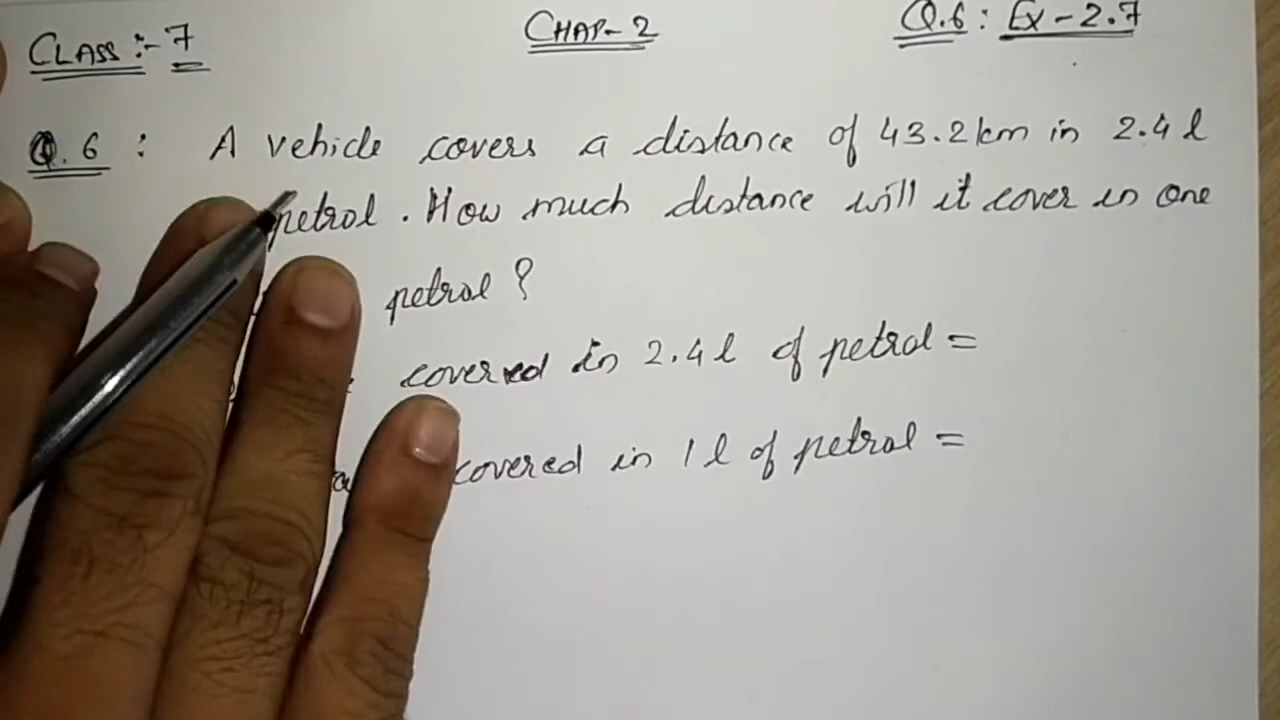 CLASS :- 7
CHAP- 2
Q.6 : Ex - 2.7
Q.6 : A vehicle covers a distance of 43.2 km in 2.4 l
petrol . How much distance will it cover in one
petrol ?
covered in 2.4 l of petrol =
covered in 1 l of petrol =